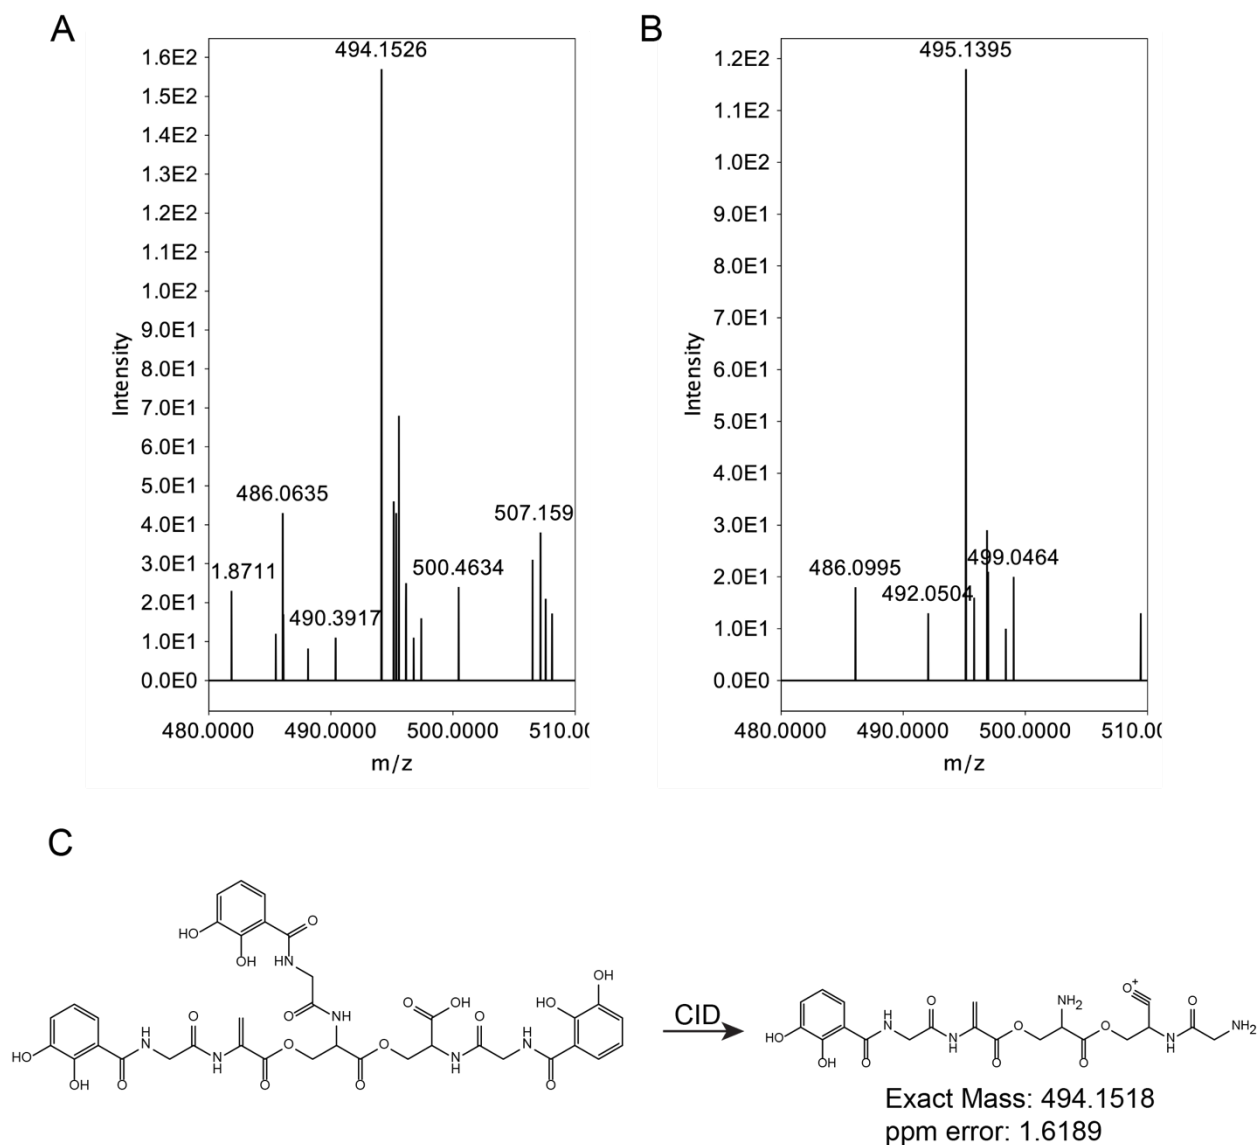 A
B
1.6E2
1.5E2
1.4E2
1.3E2
1.2E2
1.1E2
1.0E2
9.0E1
8.0E1
7.0E1
6.0E1
5.0E1
4.0E1
3.0E1
2.0E1
1.0E1
0.0E0
Intensity
494.1526
486.0635
1.8711
490.3917
500.4634
507.159
480.0000 490.0000 500.0000 510.0
m/z
1.2E2
1.1E2
1.0E2
9.0E1
8.0E1
7.0E1
6.0E1
5.0E1
4.0E1
3.0E1
2.0E1
1.0E1
0.0E0
Intensity
495.1395
486.0995
492.0504
499.0464
480.0000 490.0000 500.0000 510.0
m/z
C
HO
OH
O
HN
O
NH
O
OH
HO
OH
O
H
N
O
N
H
O
O
O
O
N
H
O
H
N
O
HO
OH
CID
HO
OH
O
H
N
O
N
H
O
O
NH2
O
O
O+
N
H
O
NH2
Exact Mass: 494.1518
ppm error: 1.6189